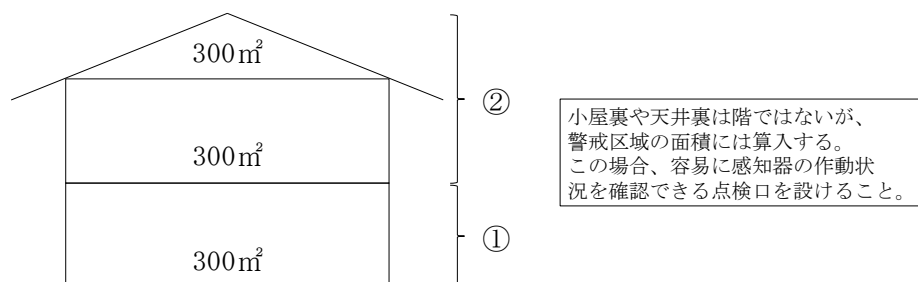 300㎡
②
小屋裏や天井裏は階ではないが、
警戒区域の面積には算入する。
この場合、容易に感知器の作動状
況を確認できる点検口を設けること。
300㎡
①
300㎡